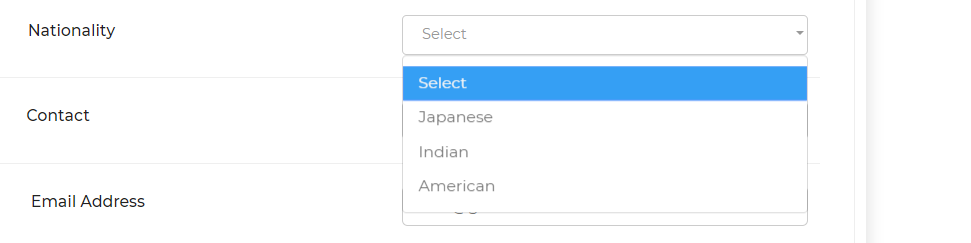 Nationality
Select
Select
Japanese
Contact
Indian
American
Email Address